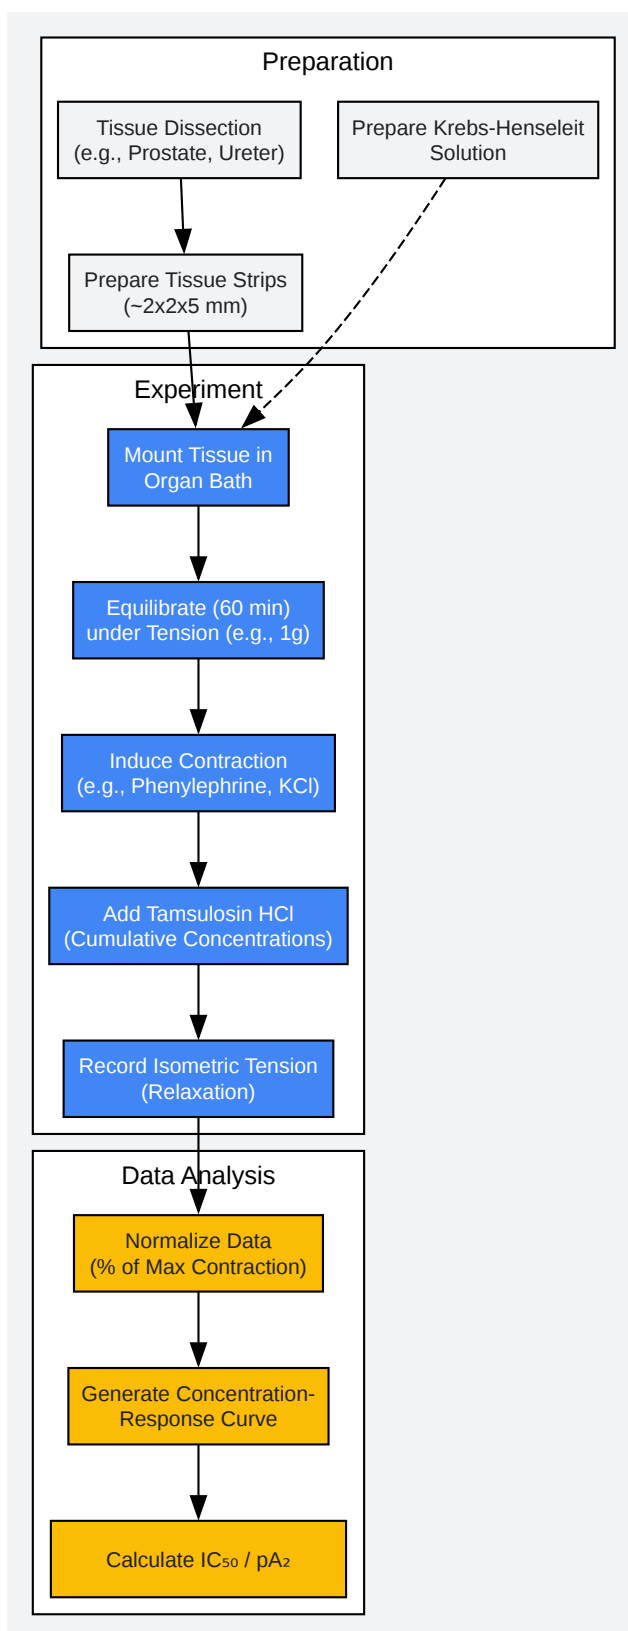 Preparation
Tissue Dissection
(e.g., Prostate, Ureter)
Prepare Krebs-Henseleit
Solution
Prepare Tissue Strips
(~2x2x5 mm)
Experiment
Mount Tissue in
Organ Bath
Equilibrate (60 min)
under Tension (e.g., 1g)
Induce Contraction
(e.g., Phenylephrine, KCl)
Add Tamsulosin HCl
(Cumulative Concentrations)
Record Isometric Tension
(Relaxation)
Data Analysis
Normalize Data
(% of Max Contraction)
Generate Concentration-
Response Curve
Calculate IC₅₀ / pA₂